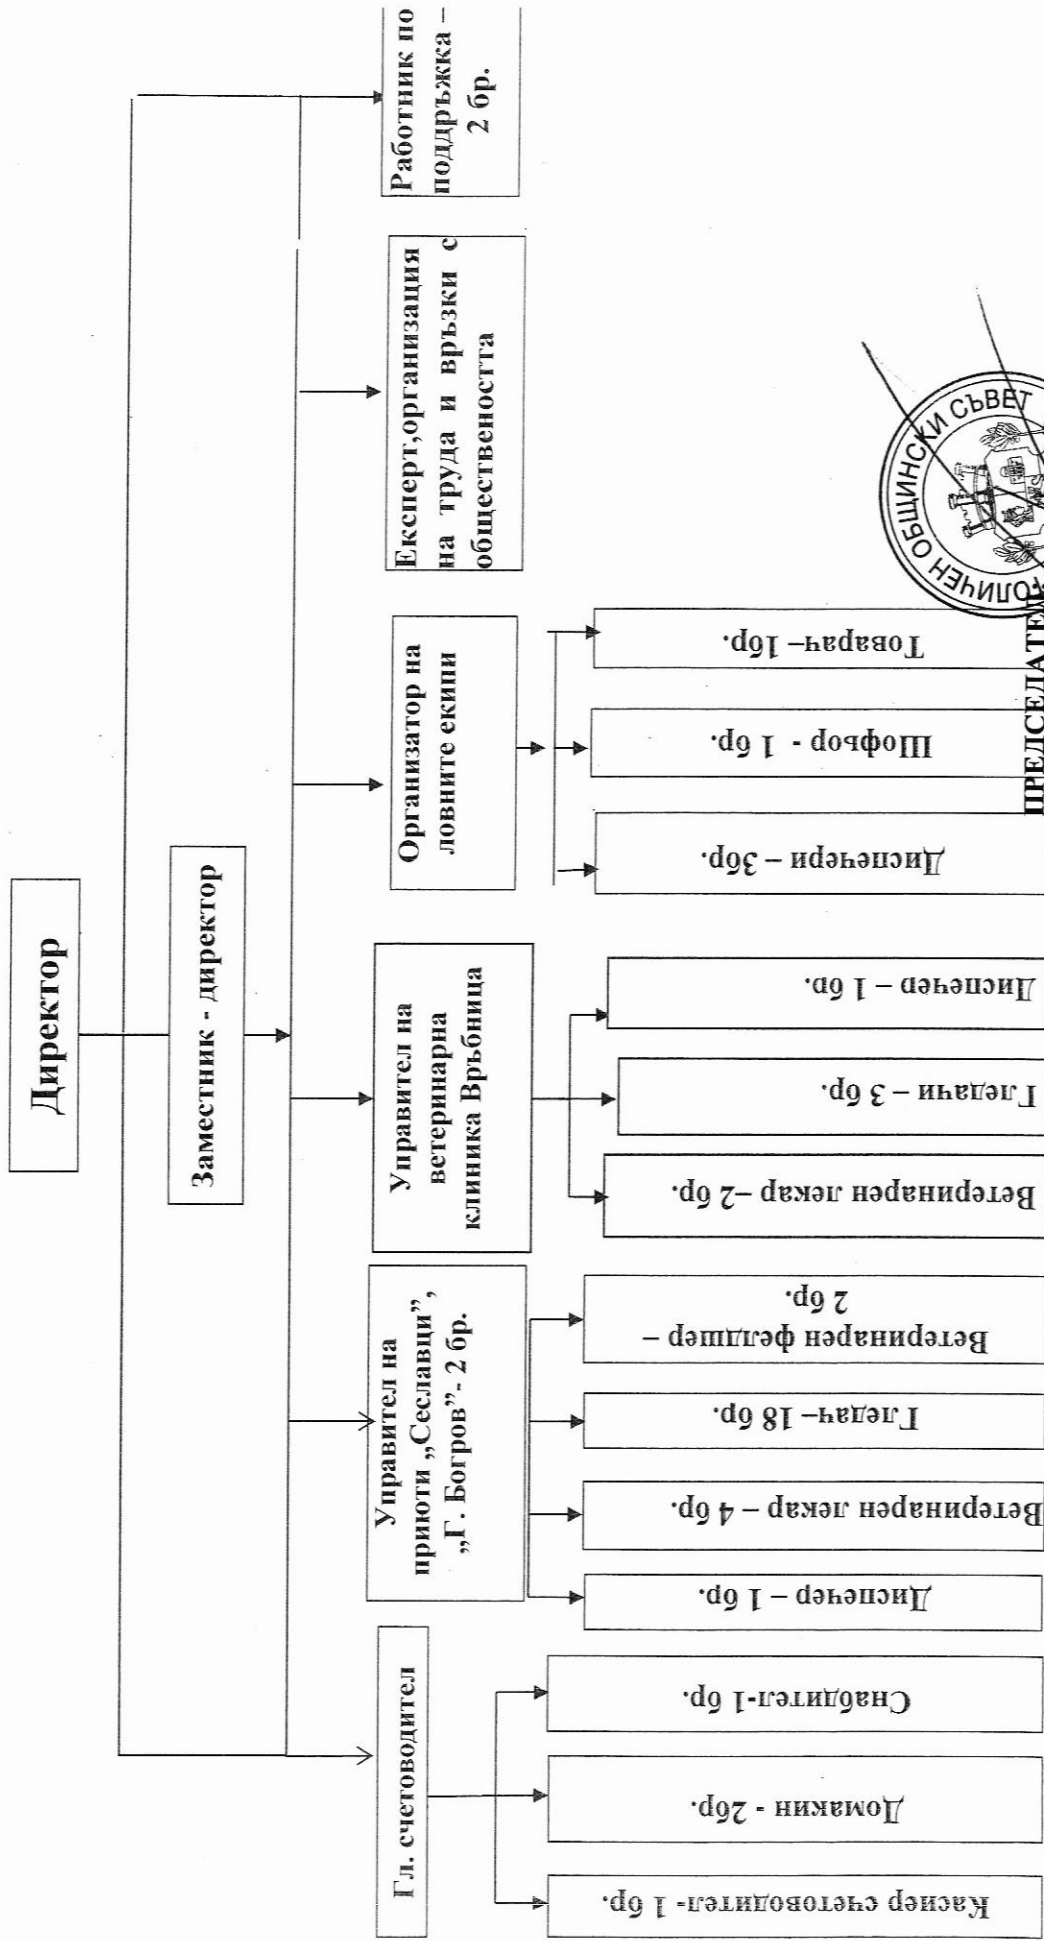 Директор
Заместник - директор
Гл. счетоводител
Управител на
приюти „Сеславци”,
„Г. Богров”- 2 бр.
Управител на
ветеринарна
клиника Връбница
Организатор на
ловните екипи
Експерт,организация
на труда и връзки с
обществеността
Работник по
поддръжка –
2 бр.
Касиер счетоводител- 1 бр.
Домакин - 2бр.
Снабдител-1 бр.
Диспечер – 1 бр.
Ветеринарен лекар – 4 бр.
Гледач– 18 бр.
Ветеринарен фелдшер –
2 бр.
Ветеринарен лекар –2 бр.
Гледачи – 3 бр.
Диспечер – 1 бр.
Диспечери – 3бр.
Шофьор - 1 бр.
Товарач– 1бр.
ОЛИЧЕН ОБЩИНСКИ СЪВЕТ
ПРЕДСЕДАТЕЛ